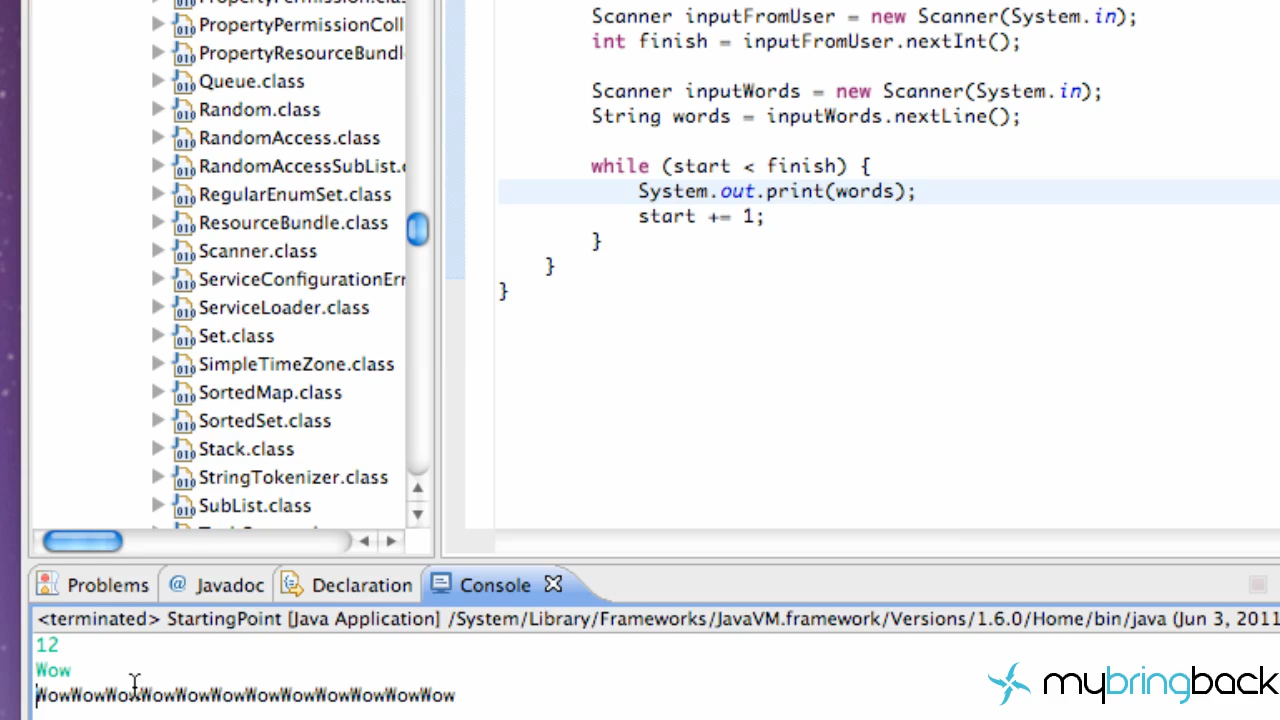 PropertyPermissionColl
PropertyResourceBundl
Queue.class
Random.class
RandomAccess.class
RandomAccessSubList.c
RegularEnumSet.class
ResourceBundle.class
Scanner.class
ServiceConfigurationErr
ServiceLoader.class
Set.class
SimpleTimeZone.class
SortedMap.class
SortedSet.class
Stack.class
StringTokenizer.class
SubList.class
Scanner inputFromUser = new Scanner(System.in);
int finish = inputFromUser.nextInt();
Scanner inputWords = new Scanner(System.in);
String words = inputWords.nextLine();
while (start < finish) {
System.out.print(words);
start += 1;
}
}
}
Problems @ Javadoc Declaration Console
<terminated> StartingPoint [Java Application] /System/Library/Frameworks/JavaVM.framework/Versions/1.6.0/Home/bin/java (Jun 3, 2011
12
Wow
WowWowWowWowWowWowWowWowWowWowWowWow
mybringback